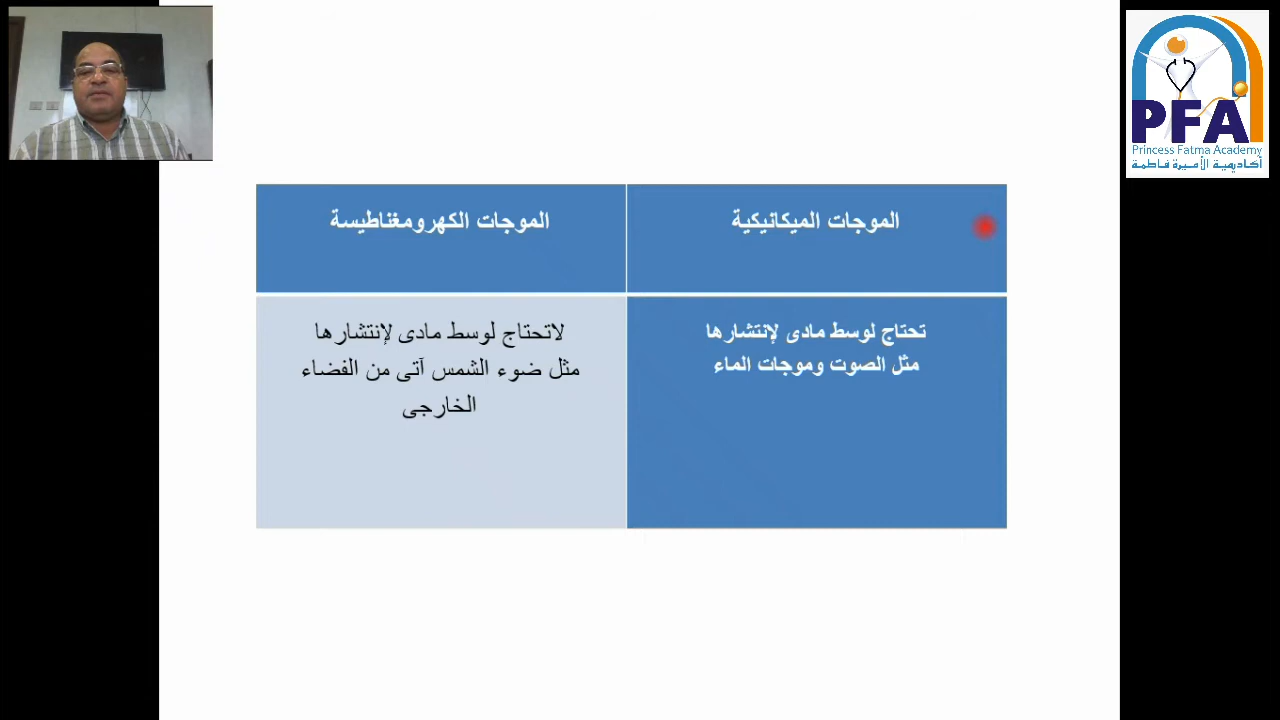 PFA
Princess Fatma Academy
أكاديمية الأميرة فاطمة
الموجات الميكانيكية
الموجات الكهرومغناطيسة
تحتاج لوسط مادى لإنتشارها
مثل الصوت وموجات الماء
لاتحتاج لوسط مادى لإنتشارها
مثل ضوء الشمس آتى من الفضاء
الخارجى